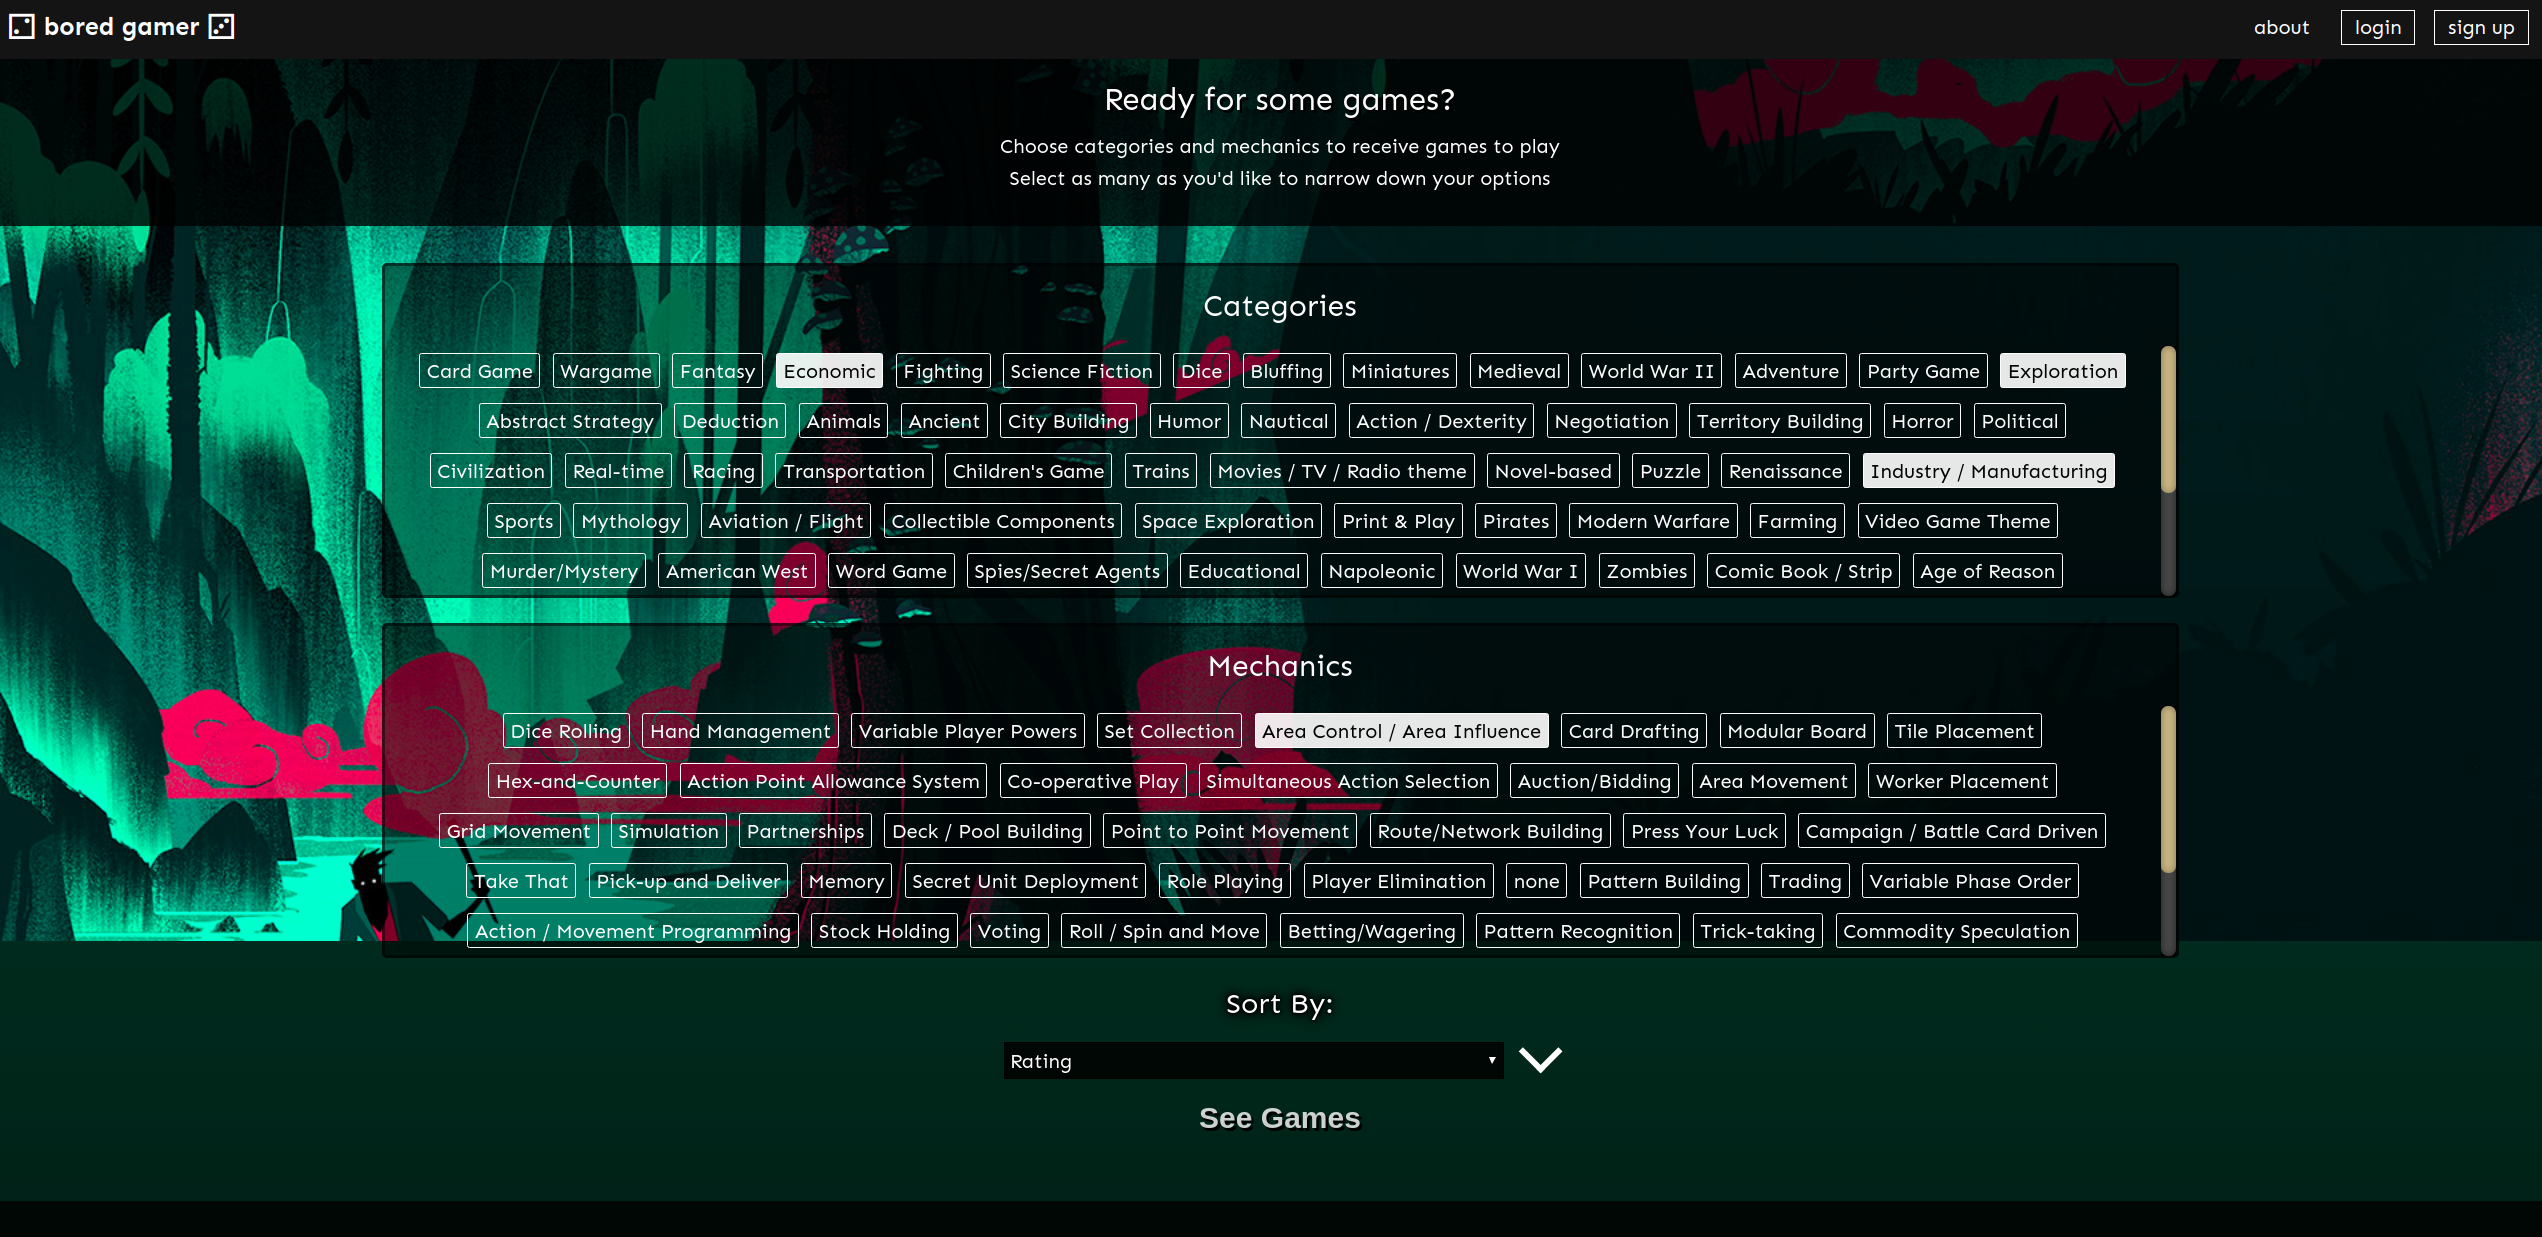 bored gamer
about login sign up
Ready for some games?
Choose categories and mechanics to receive games to play
Select as many as you'd like to narrow down your options
Categories
Card Game Wargame Fantasy Economic Fighting Science Fiction Dice Bluffing Miniatures Medieval World War II Adventure Party Game Exploration
Abstract Strategy Deduction Animals Ancient City Building Humor Nautical Action / Dexterity Negotiation Territory Building Horror Political
Civilization Real-time Racing Transportation Children's Game Trains Movies / TV / Radio theme Novel-based Puzzle Renaissance Industry / Manufacturing
Sports Mythology Aviation / Flight Collectible Components Space Exploration Print & Play Pirates Modern Warfare Farming Video Game Theme
Murder/Mystery American West Word Game Spies/Secret Agents Educational Napoleonic World War I Zombies Comic Book / Strip Age of Reason
Mechanics
Dice Rolling Hand Management Variable Player Powers Set Collection Area Control / Area Influence Card Drafting Modular Board Tile Placement
Hex-and-Counter Action Point Allowance System Co-operative Play Simultaneous Action Selection Auction/Bidding Area Movement Worker Placement
Grid Movement Simulation Partnerships Deck / Pool Building Point to Point Movement Route/Network Building Press Your Luck Campaign / Battle Card Driven
Take That Pick-up and Deliver Memory Secret Unit Deployment Role Playing Player Elimination none Pattern Building Trading Variable Phase Order
Action / Movement Programming Stock Holding Voting Roll / Spin and Move Betting/Wagering Pattern Recognition Trick-taking Commodity Speculation
Sort By:
Rating
See Games